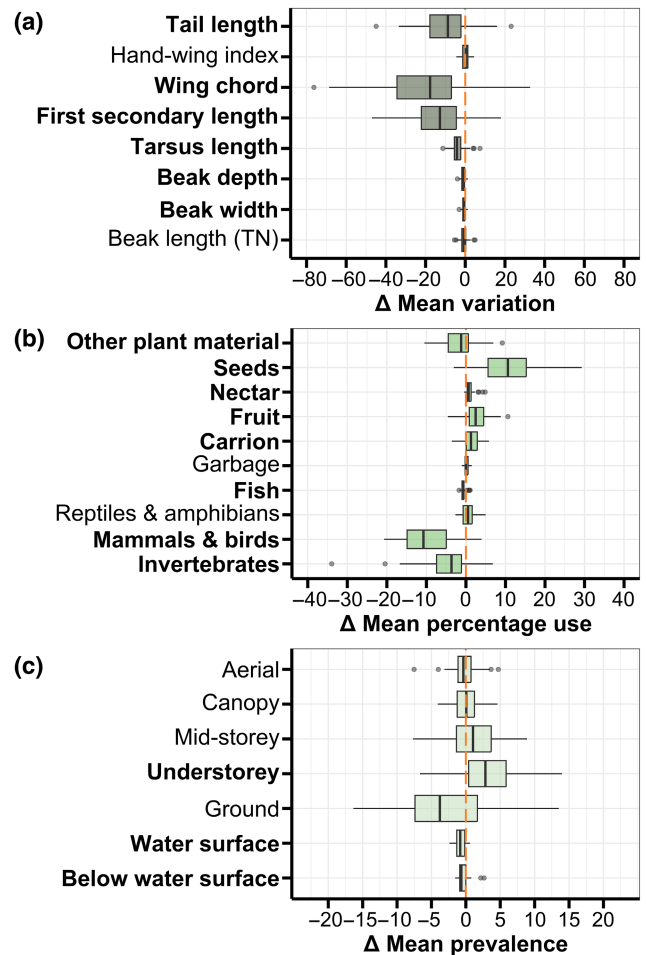 (a)
Tail length
Hand-wing index
Wing chord
First secondary length
Tarsus length
Beak depth
Beak width
Beak length (TN)
−80 −60 −40 −20 0 20 40 60 80
Δ Mean variation
(b)
Other plant material
Seeds
Nectar
Fruit
Carrion
Garbage
Fish
Reptiles & amphibians
Mammals & birds
Invertebrates
−40 −30 −20 −10 0 10 20 30 40
Δ Mean percentage use
(c)
Aerial
Canopy
Mid-storey
Understorey
Ground
Water surface
Below water surface
−20 −15 −10 −5 0 5 10 15 20
Δ Mean prevalence